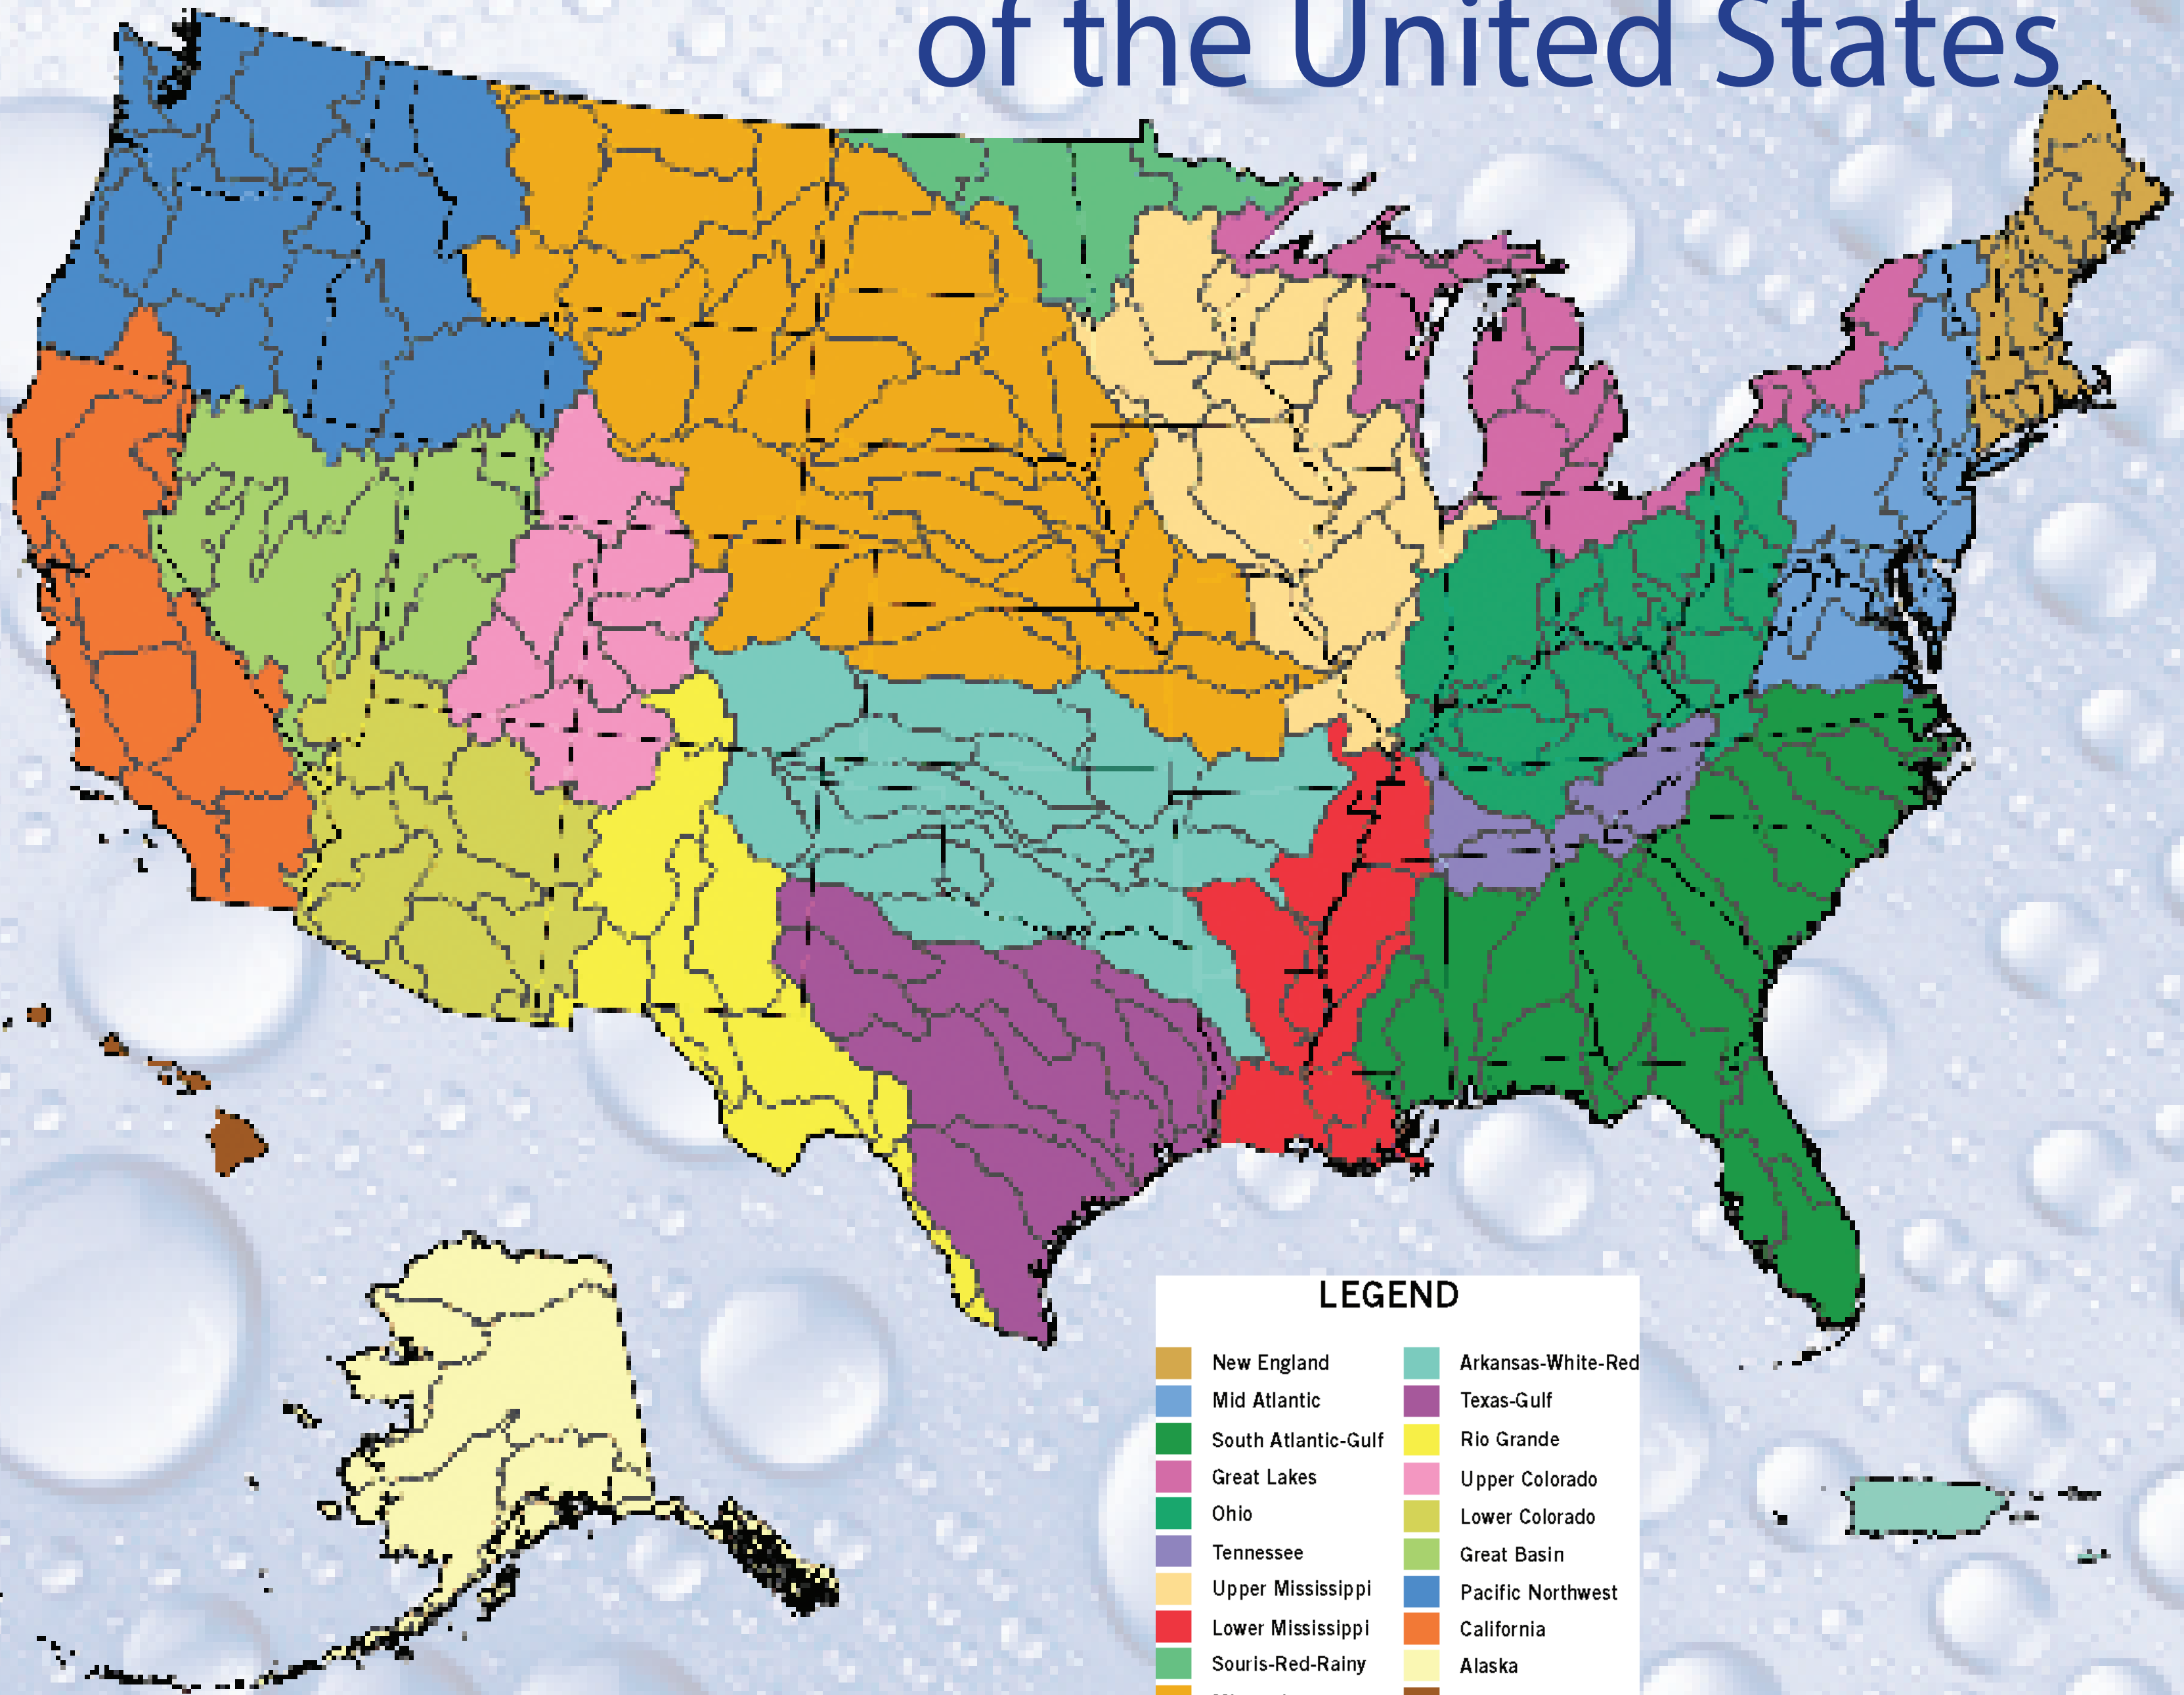 of the United States
LEGEND
New England
Mid Atlantic
South Atlantic-Gulf
Great Lakes
Ohio
Tennessee
Upper Mississippi
Lower Mississippi
Souris-Red-Rainy
Arkansas-White-Red
Texas-Gulf
Rio Grande
Upper Colorado
Lower Colorado
Great Basin
Pacific Northwest
California
Alaska